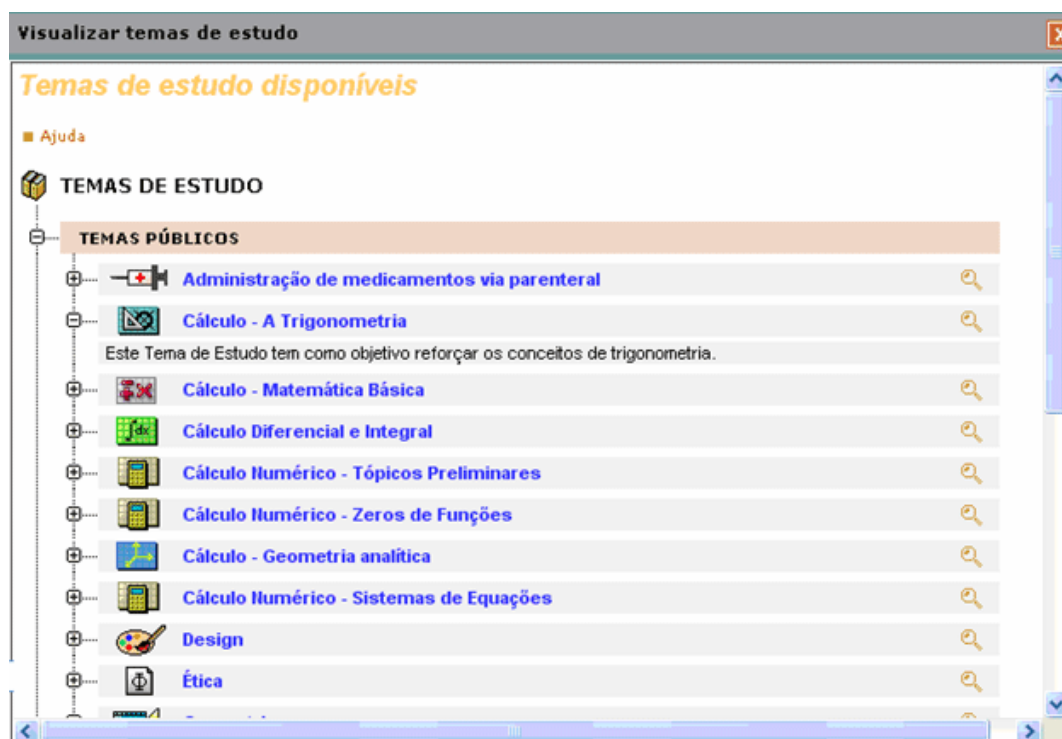 Visualizar temas de estudo
Temas de estudo disponíveis
Ajuda
TEMAS DE ESTUDO
TEMAS PÚBLICOS
Administração de medicamentos via parenteral
Cálculo - A Trigonometria
Este Tema de Estudo tem como objetivo reforçar os conceitos de trigonometria.
Cálculo - Matemática Básica
∫dx
Cálculo Diferencial e Integral
Cálculo Numérico - Tópicos Preliminares
Cálculo Numérico - Zeros de Funções
Cálculo - Geometria analítica
Cálculo Numérico - Sistemas de Equações
Design
Φ
Ética